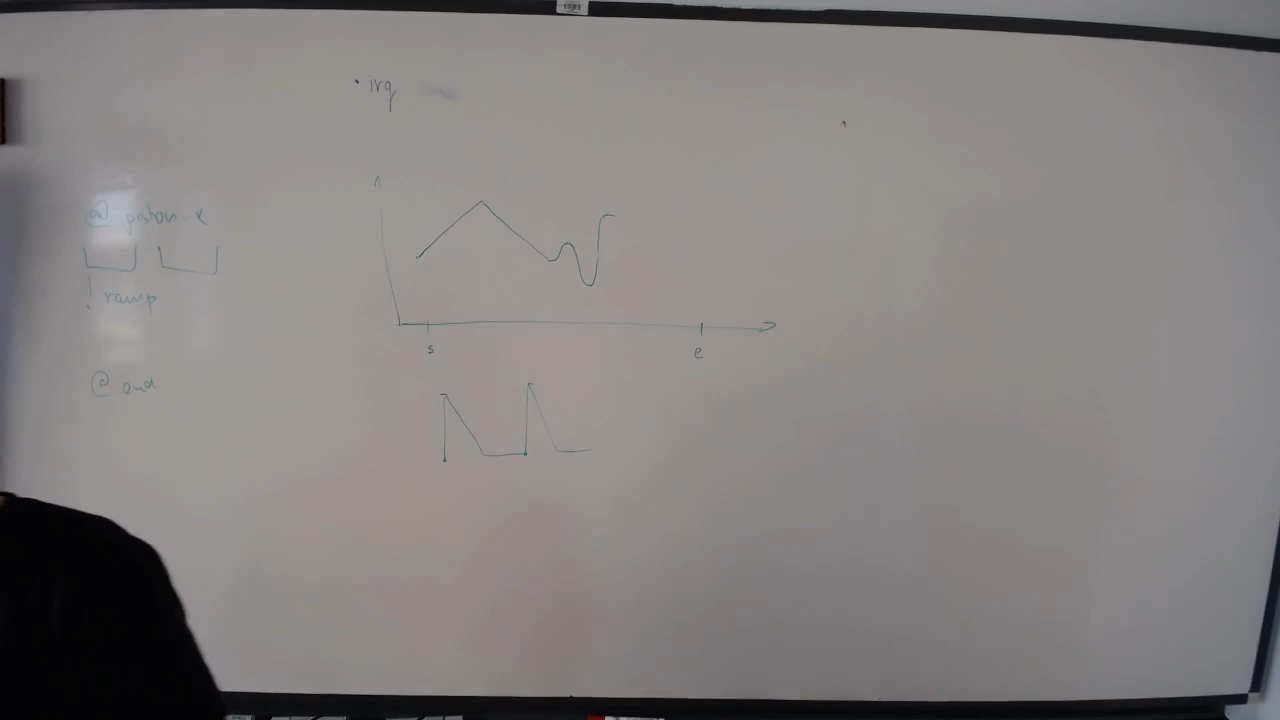 • irq
@ piston.x
! ramp
@ end
s
e